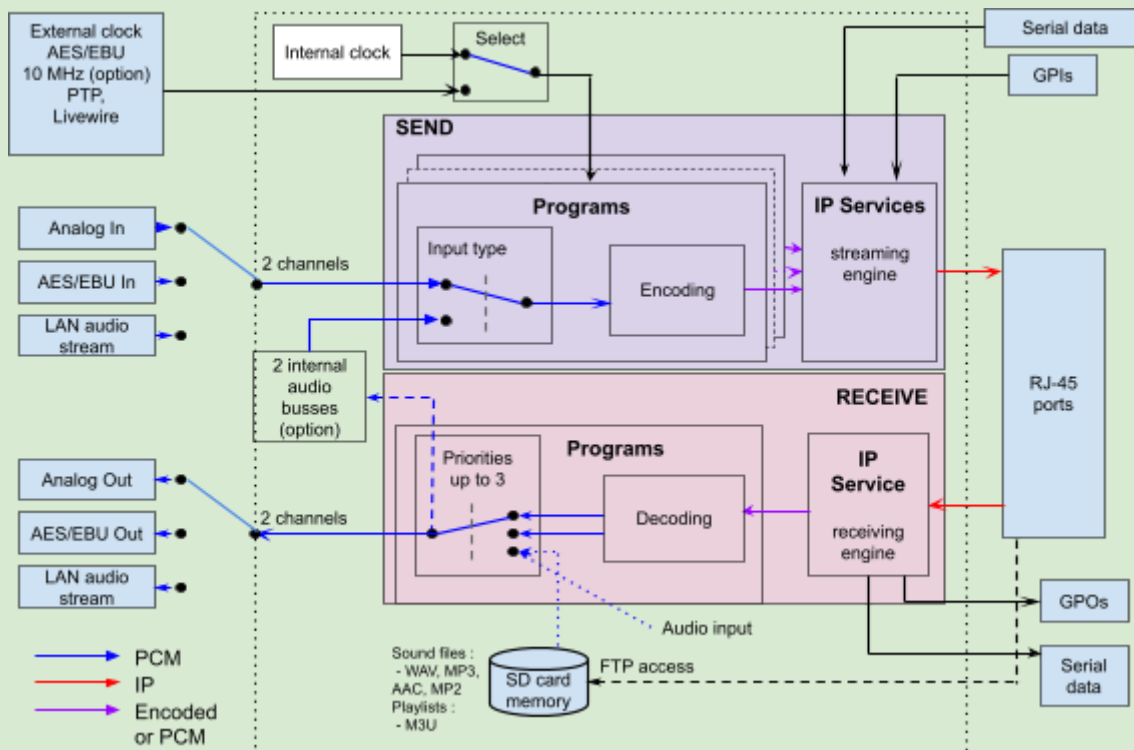 External clock
AES/EBU
10 MHz (option)
PTP,
Livewire
Internal clock
Select
Serial data
GPIs
SEND
Programs
IP Services
streaming
engine
Input type
Encoding
Analog In
AES/EBU In
LAN audio
stream
2 channels
2 internal
audio
busses
(option)
RJ-45
ports
RECEIVE
Programs
IP
Service
receiving
engine
Priorities
up to 3
Decoding
Analog Out
AES/EBU Out
LAN audio
stream
2 channels
GPOs
Serial
data
Audio input
FTP access
Sound files :
- WAV, MP3,
AAC, MP2
Playlists :
- M3U
SD card
memory
PCM
IP
Encoded
or PCM